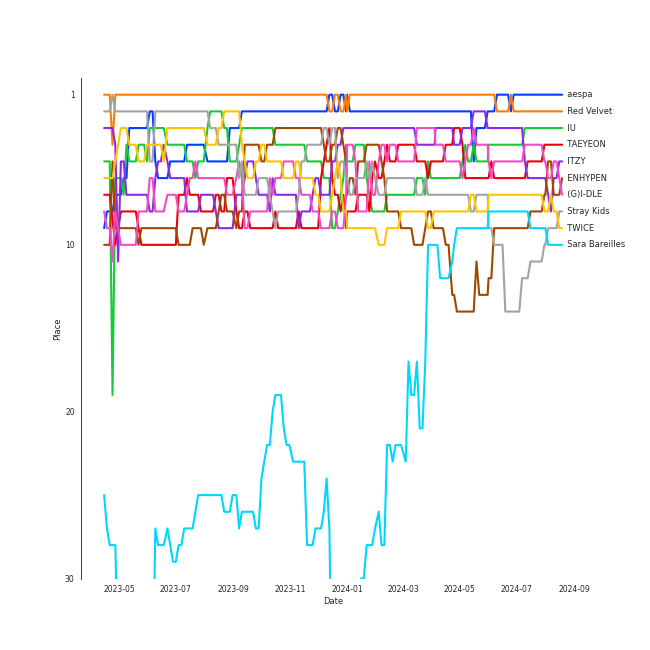 1
10
20
30
Place
2023-05
2023-07
2023-09
2023-11
2024-01
2024-03
2024-05
2024-07
2024-09
Date
aespa
Red Velvet
IU
TAEYEON
ITZY
ENHYPEN
(G)I-DLE
Stray Kids
TWICE
Sara Bareilles